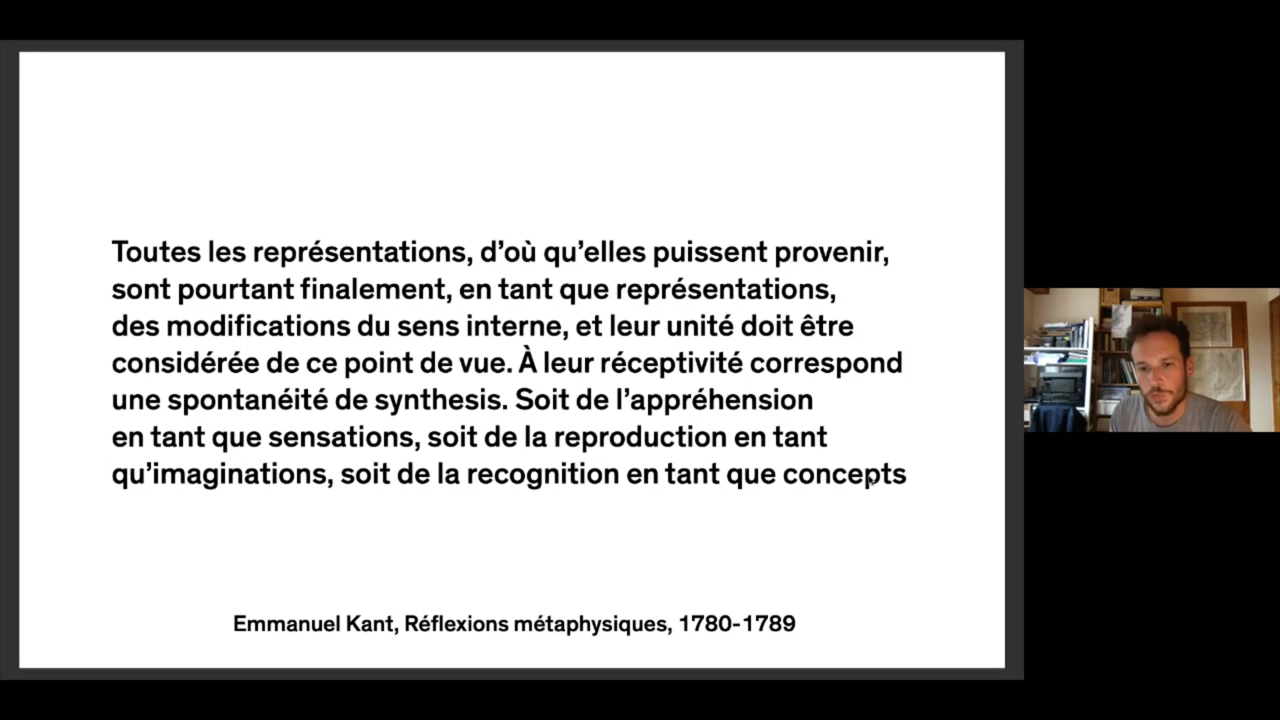 Toutes les représentations, d’où qu’elles puissent provenir,
sont pourtant finalement, en tant que représentations,
des modifications du sens interne, et leur unité doit être
considérée de ce point de vue. À leur réceptivité correspond
une spontanéité de synthesis. Soit de l’appréhension
en tant que sensations, soit de la reproduction en tant
qu’imaginations, soit de la recognition en tant que concepts
Emmanuel Kant, Réflexions métaphysiques, 1780-1789